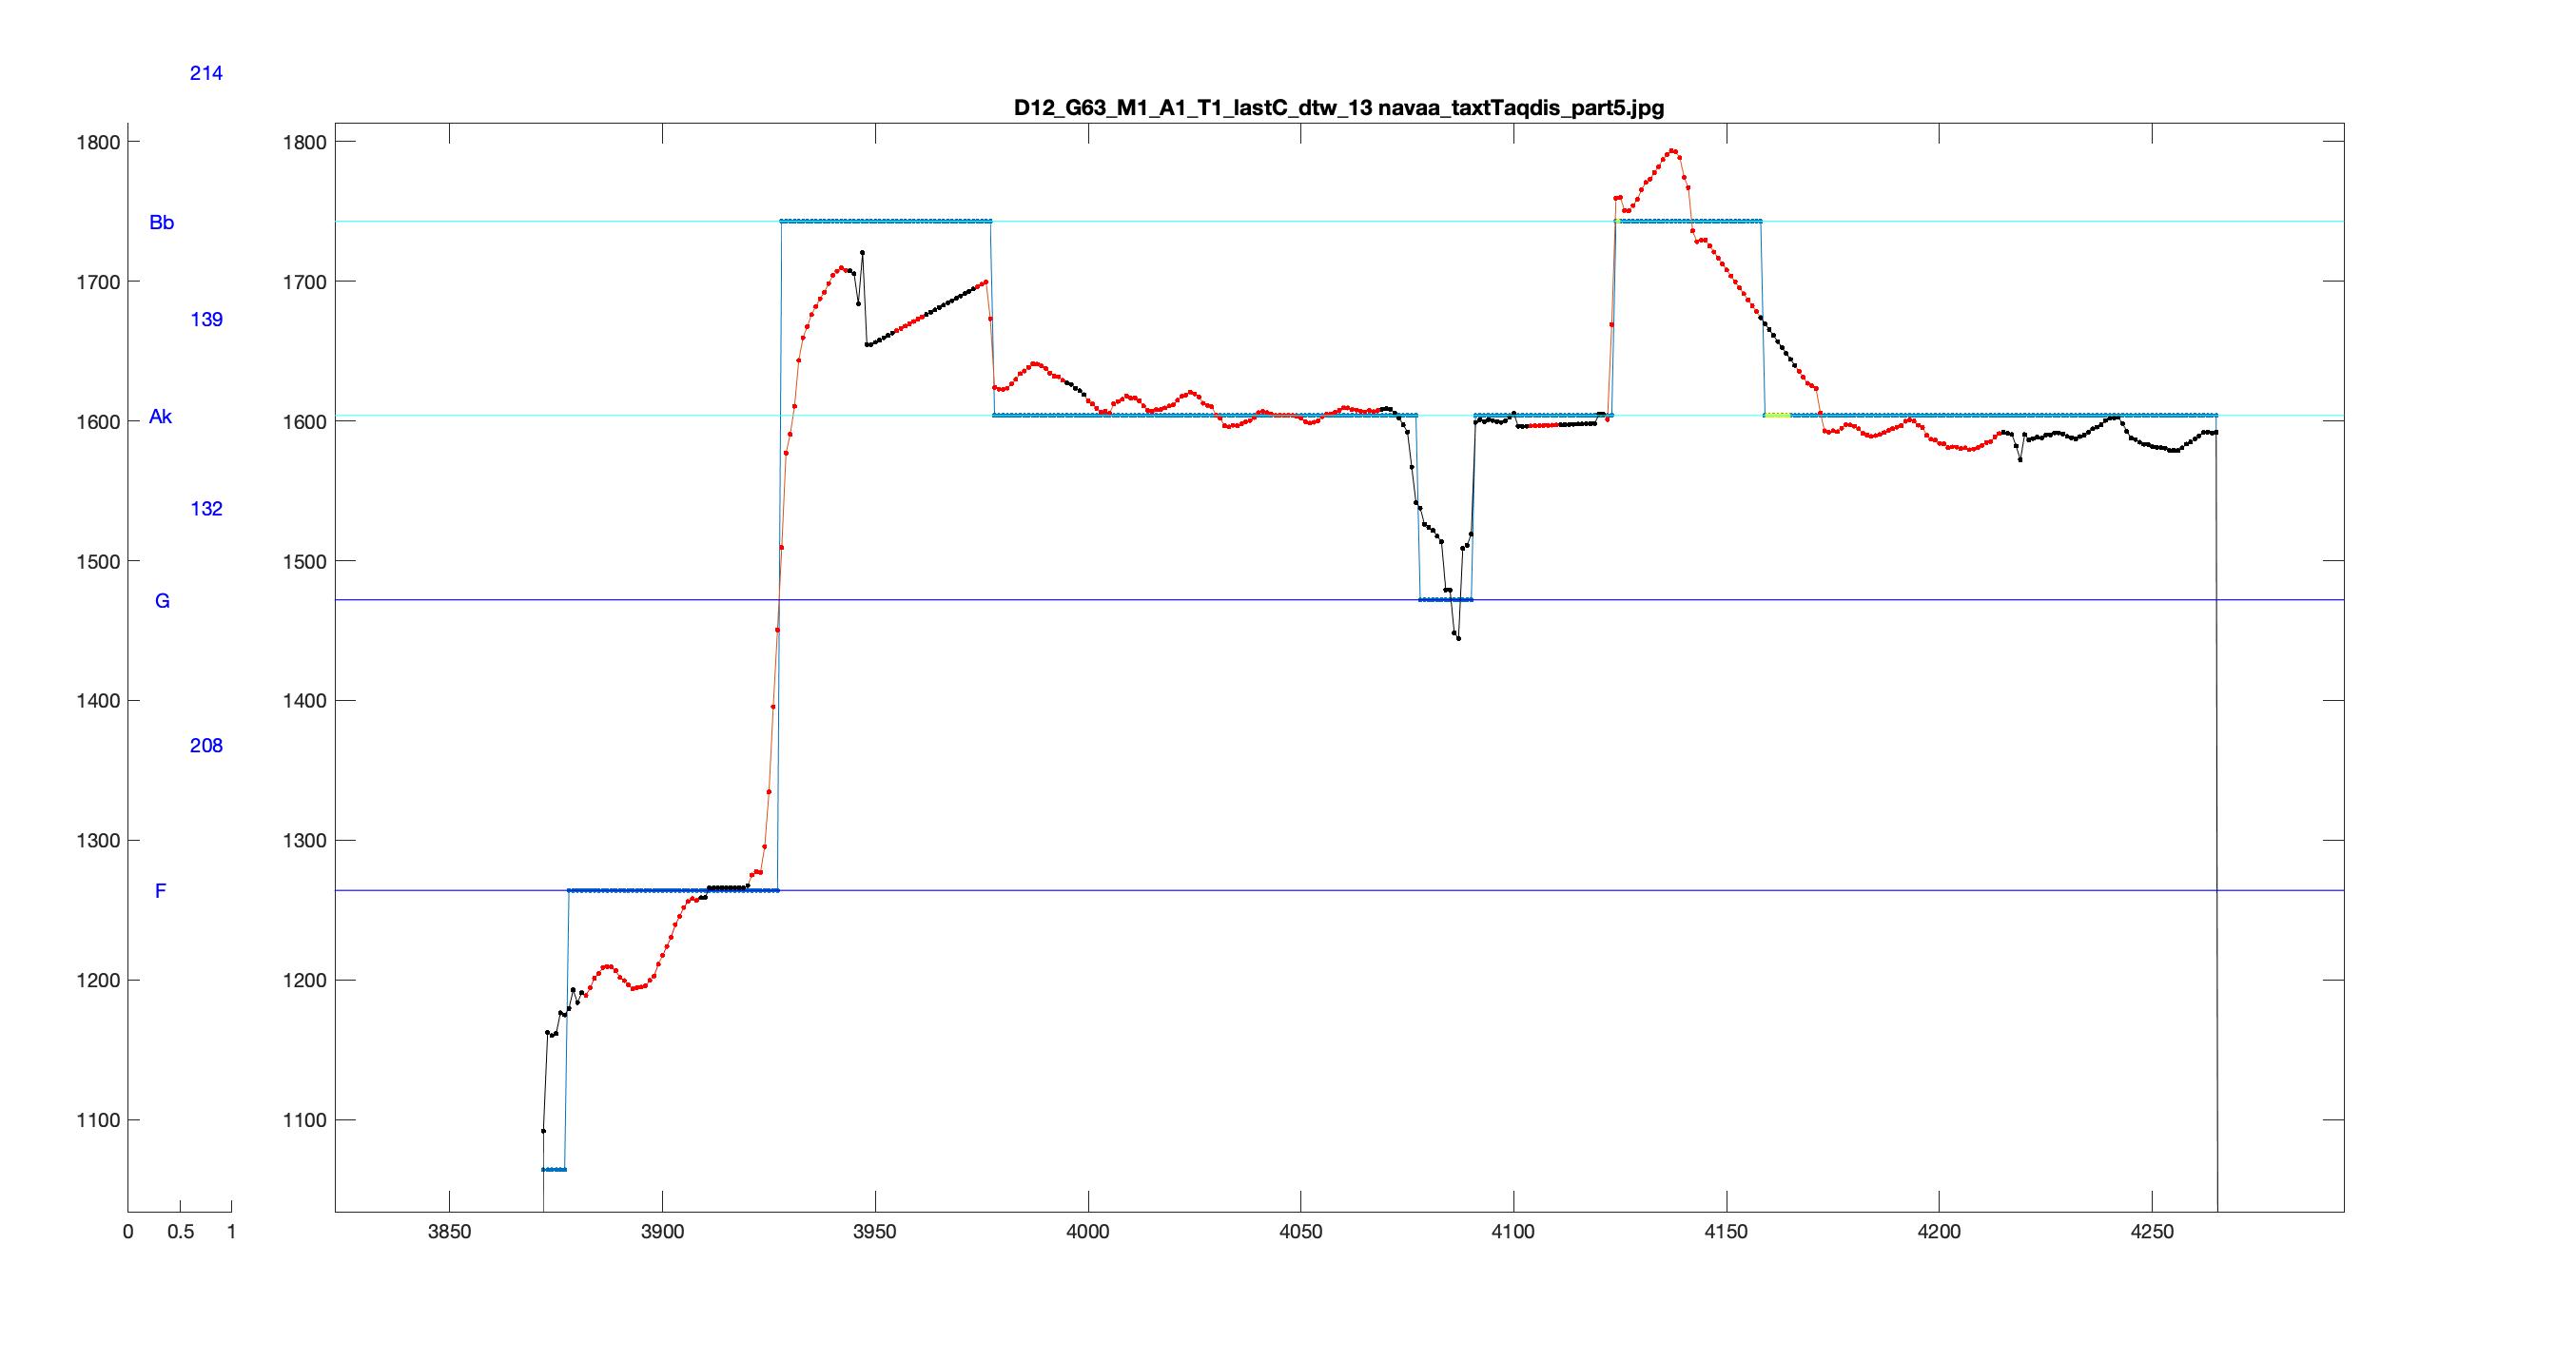 214
D12_G63_M1_A1_T1_lastC_dtw_13 navaa_taxtTaqdis_part5.jpg
1800 1800
Bb
1700 139 1700
1600 Ak 1600
132
1500 1500
G
1400 1400
208
1300 1300
F
1200 1200
1100 1100
0 0.5 1 3850 3900 3950 4000 4050 4100 4150 4200 4250